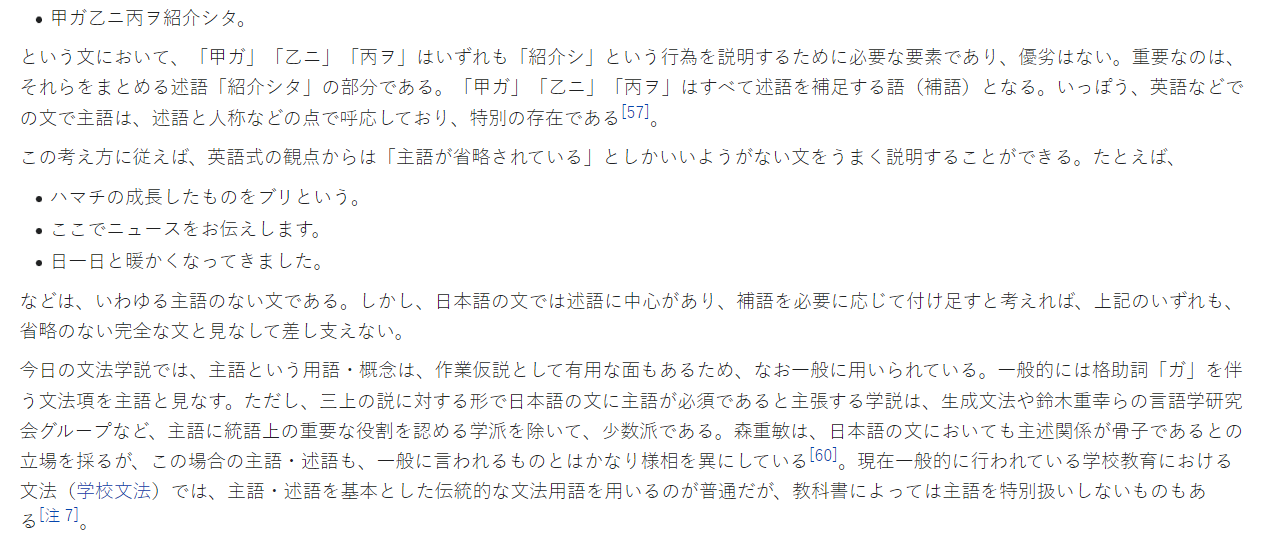 • 甲ガ乙ニ丙ヲ紹介シタ。
という文において、「甲ガ」「乙ニ」「丙ヲ」はいずれも「紹介シ」という行為を説明するために必要な要素であり、優劣はない。重要なのは、
それらをまとめる述語「紹介シタ」の部分である。「甲ガ」「乙ニ」「丙ヲ」はすべて述語を補足する語（補語）となる。いっぽう、英語などで
の文で主語は、述語と人称などの点で呼応しており、特別の存在である[57]。
この考え方に従えば、英語式の観点からは「主語が省略されている」としかいいようがない文をうまく説明することができる。たとえば、
• ハマチの成長したものをブリという。
• ここでニュースをお伝えします。
• 日一日と暖かくなってきました。
などは、いわゆる主語のない文である。しかし、日本語の文では述語に中心があり、補語を必要に応じて付け足すと考えれば、上記のいずれも、
省略のない完全な文と見なして差し支えない。
今日の文法学説では、主語という用語・概念は、作業仮説として有用な面もあるため、なお一般に用いられている。一般的には格助詞「ガ」を伴
う文法項を主語と見なす。ただし、三上の説に対する形で日本語の文に主語が必須であると主張する学説は、生成文法や鈴木重幸らの言語学研究
会グループなど、主語に統語上の重要な役割を認める学派を除いて、少数派である。森重敏は、日本語の文においても主述関係が骨子であるとの
立場を採るが、この場合の主語・述語も、一般に言われるものとはかなり様相を異にしている[60]。現在一般的に行われている学校教育における
文法（学校文法）では、主語・述語を基本とした伝統的な文法用語を用いるのが普通だが、教科書によっては主語を特別扱いしないものもあ
る[注 7]。